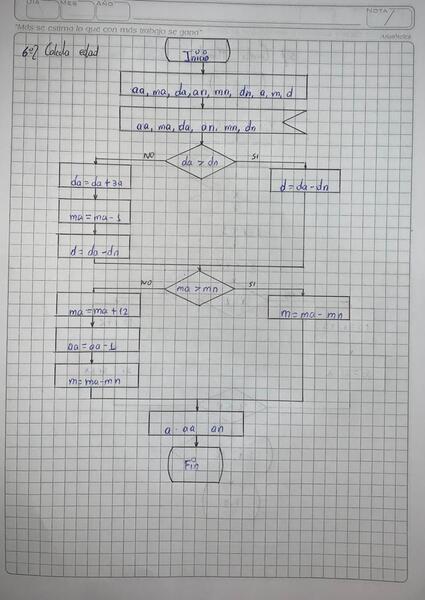 DIA
MES
AÑO
NOTA
"Más se estima lo que con más trabajo se gana"
Aristóteles
6º) Calcula edad
Inicio
aa, ma, da, an, mn, dn, a, m, d
aa, ma, da, an, mn, dn
NO
da > dn
SI
da = da + 30
d = da - dn
ma = ma - 1
d = da - dn
NO
ma > mn
SI
ma = ma + 12
m = ma - mn
aa = aa - 1
m = ma - mn
a - aa an
Fin